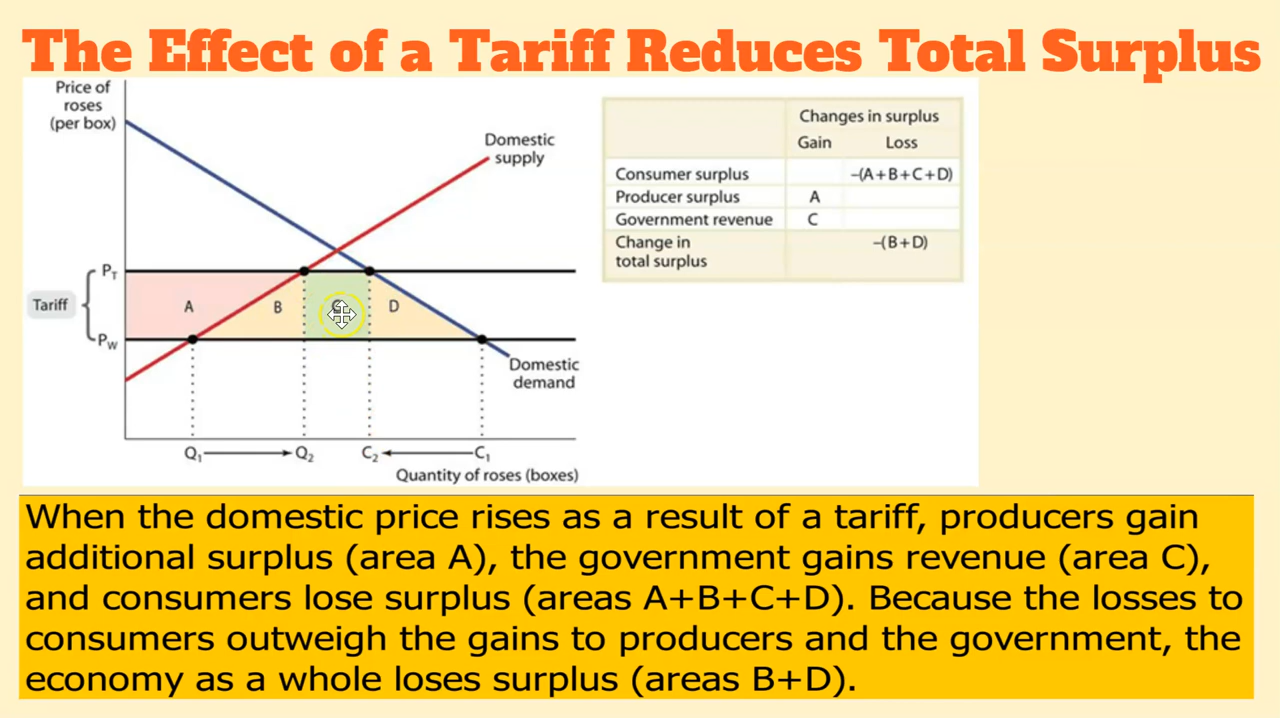 The Effect of a Tariff Reduces Total Surplus
Price of
roses
(per box)
Domestic
supply
Changes in surplus
Gain Loss
Consumer surplus –(A+B+C+D)
Producer surplus A
Government revenue C
Change in –(B+D)
total surplus
P_T
Tariff
A B C D
P_W
Domestic
demand
Q₁ Q₂ C₂ C₁
Quantity of roses (boxes)
When the domestic price rises as a result of a tariff, producers gain
additional surplus (area A), the government gains revenue (area C),
and consumers lose surplus (areas A+B+C+D). Because the losses to
consumers outweigh the gains to producers and the government, the
economy as a whole loses surplus (areas B+D).